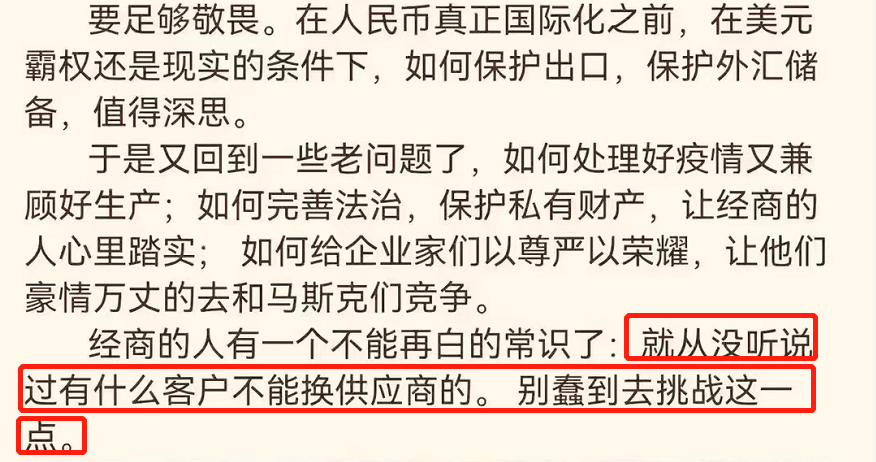 要足够敬畏。在人民币真正国际化之前，在美元
霸权还是现实的条件下，如何保护出口，保护外汇储
备，值得深思。
于是又回到一些老问题了，如何处理好疫情又兼
顾好生产；如何完善法治，保护私有财产，让经商的
人心里踏实； 如何给企业家们以尊严以荣耀，让他们
豪情万丈的去和马斯克们竞争。
经商的人有一个不能再白的常识了: 就从没听说
过有什么客户不能换供应商的。 别蠢到去挑战这一
点。